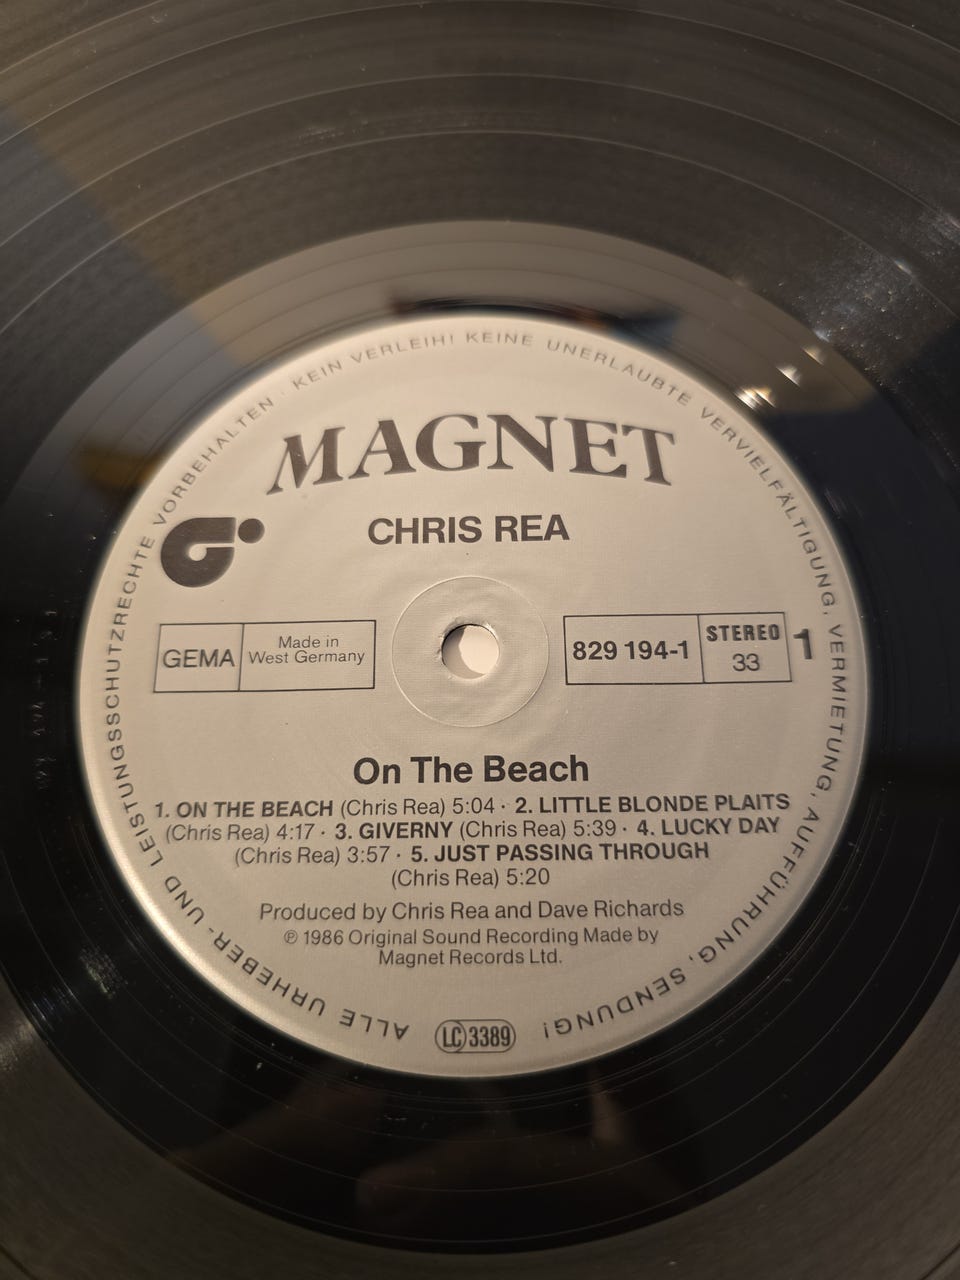 ALLE URHEBER- UND LEISTUNGSSCHUTZRECHTE VORBEHALTEN · KEIN VERLEIH! KEINE UNERLAUBTE VERVIELFÄLTIGUNG, VERMIETUNG, AUFFÜHRUNG, SENDUNG!
MAGNET
CHRIS REA
GEMA
Made in
West Germany
829 194-1
STEREO
33
1
On The Beach
1. ON THE BEACH (Chris Rea) 5:04 · 2. LITTLE BLONDE PLAITS
(Chris Rea) 4:17 · 3. GIVERNY (Chris Rea) 5:39 · 4. LUCKY DAY
(Chris Rea) 3:57 · 5. JUST PASSING THROUGH
(Chris Rea) 5:20
Produced by Chris Rea and Dave Richards
℗ 1986 Original Sound Recording Made by
Magnet Records Ltd.
LC 3389